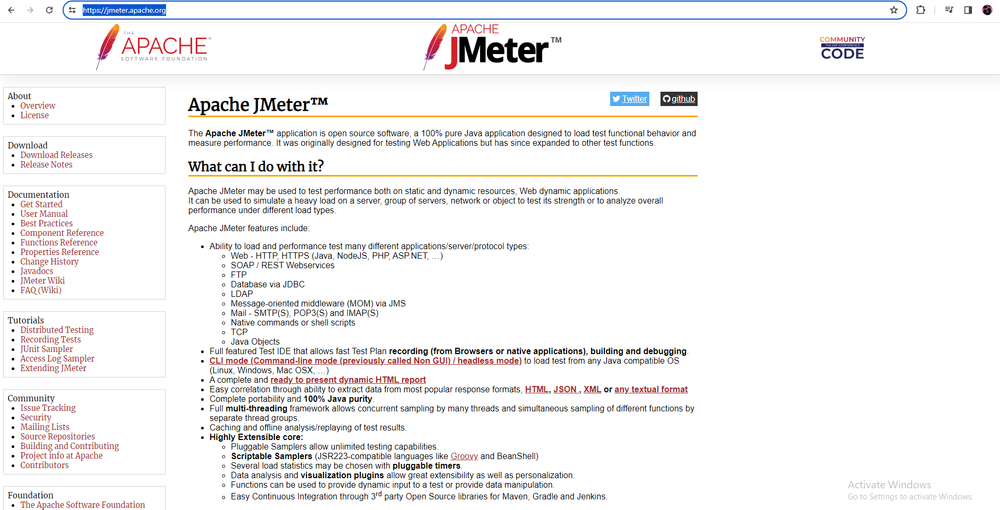 https://jmeter.apache.org
THE
APACHE®
SOFTWARE FOUNDATION
APACHE
JMeter™
COMMUNITY
THE ASF CONFERENCE
CODE
About
Overview
License
Download
Download Releases
Release Notes
Documentation
Get Started
User Manual
Best Practices
Component Reference
Functions Reference
Properties Reference
Change History
Javadocs
JMeter Wiki
FAQ (Wiki)
Tutorials
Distributed Testing
Recording Tests
JUnit Sampler
Access Log Sampler
Extending JMeter
Community
Issue Tracking
Security
Mailing Lists
Source Repositories
Building and Contributing
Project info at Apache
Contributors
Foundation
The Apache Software Foundation
Apache JMeter™
Twitter
github
The Apache JMeter™ application is open source software, a 100% pure Java application designed to load test functional behavior and
measure performance. It was originally designed for testing Web Applications but has since expanded to other test functions.
What can I do with it?
Apache JMeter may be used to test performance both on static and dynamic resources, Web dynamic applications.
It can be used to simulate a heavy load on a server, group of servers, network or object to test its strength or to analyze overall
performance under different load types.
Apache JMeter features include:
Ability to load and performance test many different applications/server/protocol types:
Web - HTTP, HTTPS (Java, NodeJS, PHP, ASP.NET, …)
SOAP / REST Webservices
FTP
Database via JDBC
LDAP
Message-oriented middleware (MOM) via JMS
Mail - SMTP(S), POP3(S) and IMAP(S)
Native commands or shell scripts
TCP
Java Objects
Full featured Test IDE that allows fast Test Plan recording (from Browsers or native applications), building and debugging.
CLI mode (Command-line mode (previously called Non GUI) / headless mode) to load test from any Java compatible OS
(Linux, Windows, Mac OSX, …)
A complete and ready to present dynamic HTML report
Easy correlation through ability to extract data from most popular response formats, HTML, JSON , XML or any textual format
Complete portability and 100% Java purity.
Full multi-threading framework allows concurrent sampling by many threads and simultaneous sampling of different functions by
separate thread groups.
Caching and offline analysis/replaying of test results.
Highly Extensible core:
Pluggable Samplers allow unlimited testing capabilities.
Scriptable Samplers (JSR223-compatible languages like Groovy and BeanShell)
Several load statistics may be chosen with pluggable timers.
Data analysis and visualization plugins allow great extensibility as well as personalization.
Functions can be used to provide dynamic input to a test or provide data manipulation.
Easy Continuous Integration through 3rd party Open Source libraries for Maven, Gradle and Jenkins.
Activate Windows
Go to Settings to activate Windows.